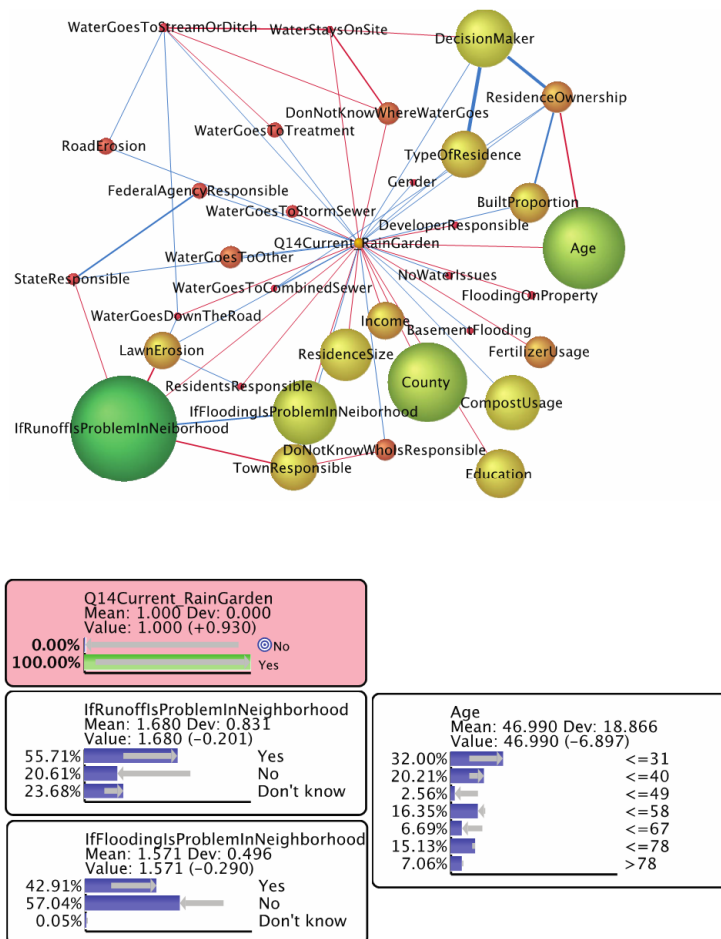 WaterGoesToStreamOrDitch
WaterStaysOnSite
DecisionMaker
ResidenceOwnership
DonNotKnowWhereWaterGoes
WaterGoesToTreatment
RoadErosion
TypeOfResidence
Gender
FederalAgencyResponsible
BuiltProportion
WaterGoesToStormSewer
DeveloperResponsible
Q14Current_RainGarden
Age
WaterGoesToOther
NoWaterIssues
StateResponsible
WaterGoesToCombinedSewer
FloodingOnProperty
WaterGoesDownTheRoad
Income
BasementFlooding
LawnErosion
ResidenceSize
FertilizerUsage
ResidentsResponsible
County
CompostUsage
IfFloodingIsProblemInNeiborhood
IfRunoffIsProblemInNeiborhood
DoNotKnowWhoIsResponsible
TownResponsible
Education
Q14Current_RainGarden
Mean: 1.000 Dev: 0.000
Value: 1.000 (+0.930)
0.00% No
100.00% Yes
IfRunoffIsProblemInNeighborhood
Mean: 1.680 Dev: 0.831
Value: 1.680 (-0.201)
55.71% Yes
20.61% No
23.68% Don't know
IfFloodingIsProblemInNeighborhood
Mean: 1.571 Dev: 0.496
Value: 1.571 (-0.290)
42.91% Yes
57.04% No
0.05% Don't know
Age
Mean: 46.990 Dev: 18.866
Value: 46.990 (-6.897)
32.00% <=31
20.21% <=40
2.56% <=49
16.35% <=58
6.69% <=67
15.13% <=78
7.06% >78